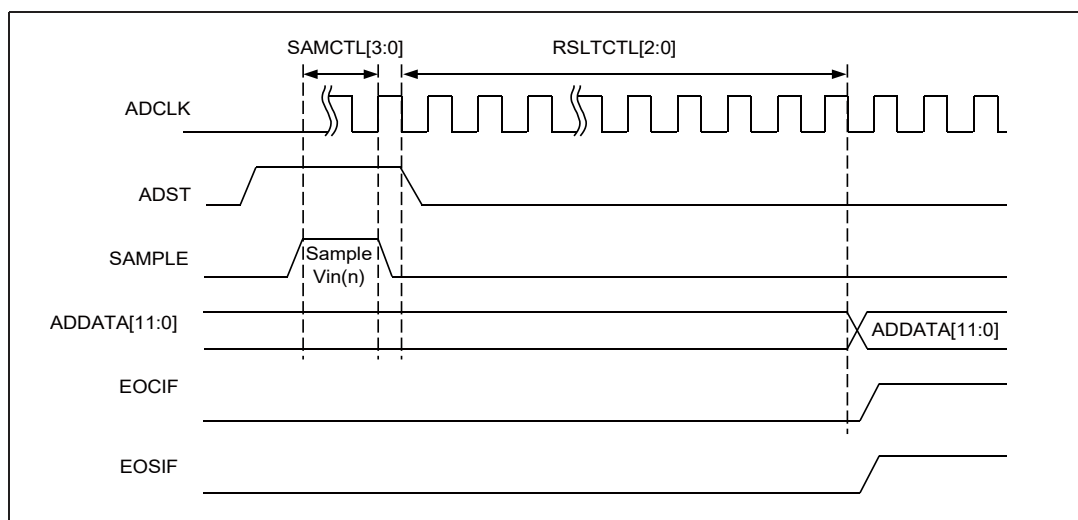 SAMCTL[3:0]
RSLTCTL[2:0]
ADCLK
ADST
SAMPLE
Sample
Vin(n)
ADDATA[11:0]
ADDATA[11:0]
EOCIF
EOSIF